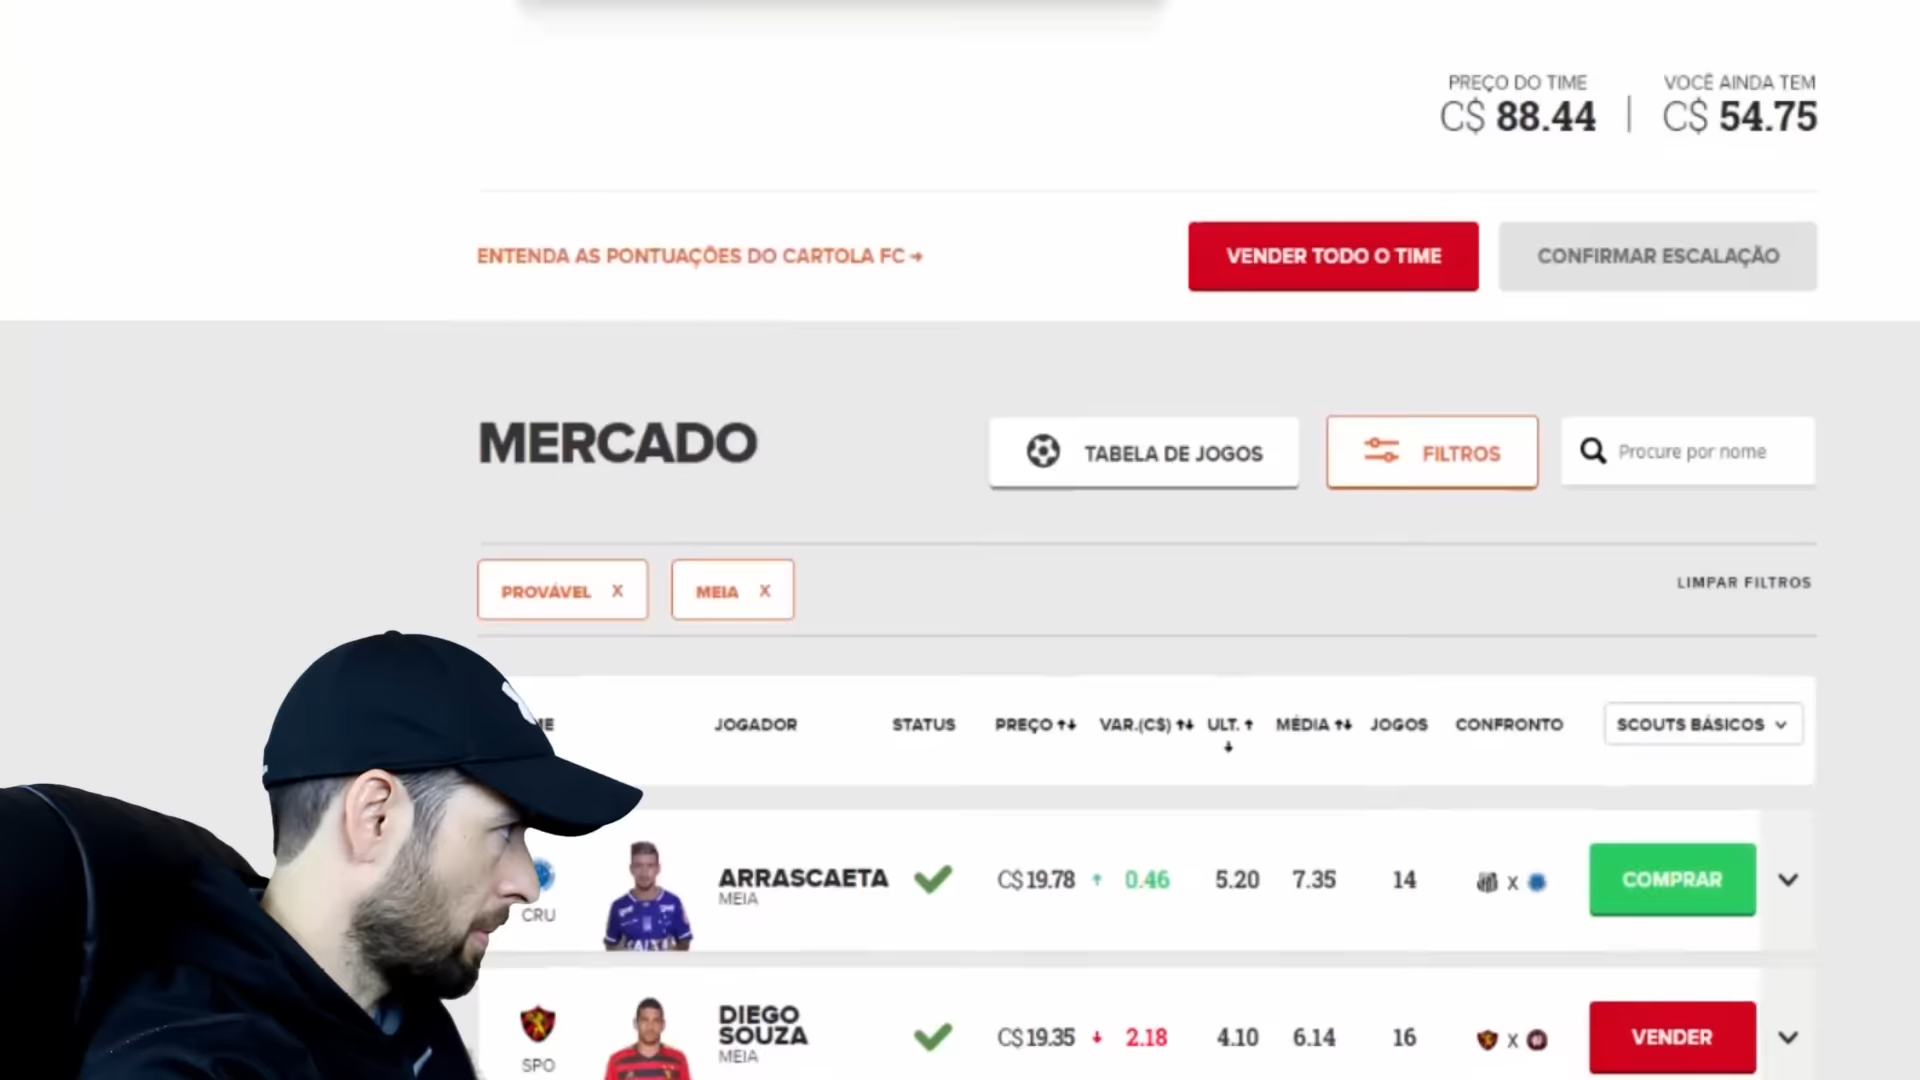 PREÇO DO TIME
C$ 88.44
VOCÊ AINDA TEM
C$ 54.75
ENTENDA AS PONTUAÇÕES DO CARTOLA FC
VENDER TODO O TIME
CONFIRMAR ESCALAÇÃO
MERCADO
TABELA DE JOGOS
FILTROS
Procure por nome
PROVÁVEL X
MEIA X
LIMPAR FILTROS
JOGADOR STATUS PREÇO VAR.(C$) ULT. MÉDIA JOGOS CONFRONTO SCOUTS BÁSICOS
CRU
ARRASCAETA
MEIA
C$ 19.78 0.46 5.20 7.35 14 X COMPRAR
SPO
DIEGO
SOUZA
MEIA
C$ 19.35 2.18 4.10 6.14 16 X VENDER